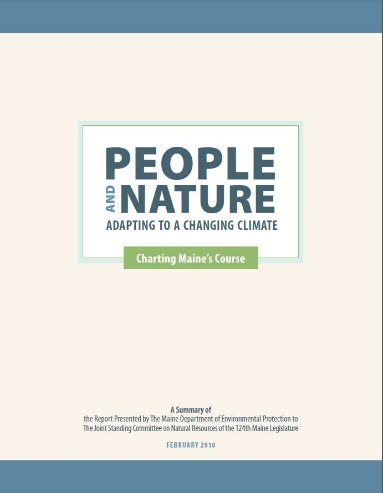 PEOPLE
AND NATURE
ADAPTING TO A CHANGING CLIMATE
Charting Maine's Course
A Summary of
the Report Presented by The Maine Department of Environmental Protection to
The Joint Standing Committee on Natural Resources of the 124th Maine Legislature
FEBRUARY 2010